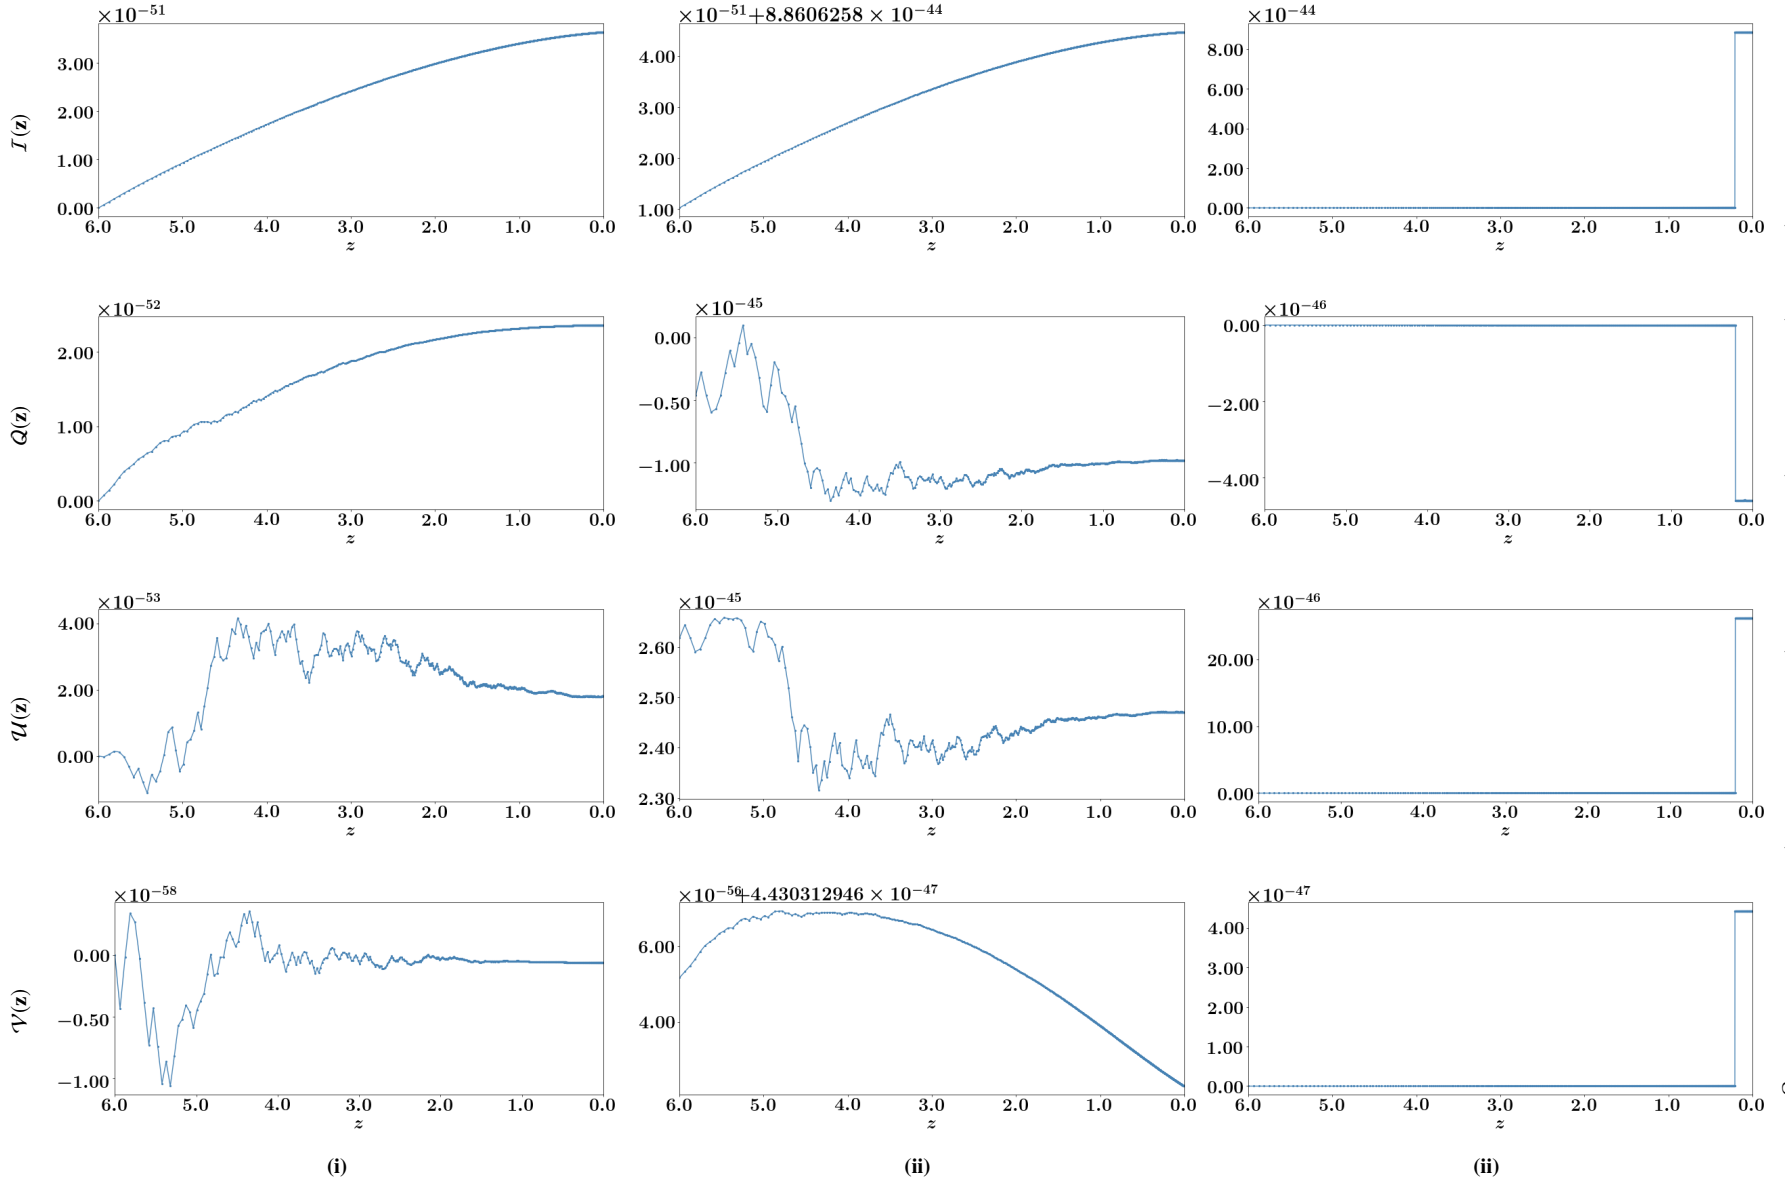 ×10⁻⁵¹ ×10⁻⁵¹+8.8606258 × 10⁻⁴⁴ ×10⁻⁴⁴
I(z)
3.00 2.00 1.00 0.00
4.00 3.00 2.00 1.00
8.00 6.00 4.00 2.00 0.00
6.0 5.0 4.0 3.0 2.0 1.0 0.0 6.0 5.0 4.0 3.0 2.0 1.0 0.0 6.0 5.0 4.0 3.0 2.0 1.0 0.0
z z z
×10⁻⁵² ×10⁻⁴⁵ ×10⁻⁴⁶
Q(z)
2.00 1.00 0.00
0.00 −0.50 −1.00
0.00 −2.00 −4.00
6.0 5.0 4.0 3.0 2.0 1.0 0.0 6.0 5.0 4.0 3.0 2.0 1.0 0.0 6.0 5.0 4.0 3.0 2.0 1.0 0.0
z z z
×10⁻⁵³ ×10⁻⁴⁵ ×10⁻⁴⁶
U(z)
4.00 2.00 0.00
2.60 2.50 2.40 2.30
20.00 10.00 0.00
6.0 5.0 4.0 3.0 2.0 1.0 0.0 6.0 5.0 4.0 3.0 2.0 1.0 0.0 6.0 5.0 4.0 3.0 2.0 1.0 0.0
z z z
×10⁻⁵⁸ ×10⁻⁵⁶+4.430312946 × 10⁻⁴⁷ ×10⁻⁴⁷
V(z)
0.00 −0.50 −1.00
6.00 4.00
4.00 3.00 2.00 1.00 0.00
6.0 5.0 4.0 3.0 2.0 1.0 0.0 6.0 5.0 4.0 3.0 2.0 1.0 0.0 6.0 5.0 4.0 3.0 2.0 1.0 0.0
z z z
(i) (ii) (ii)